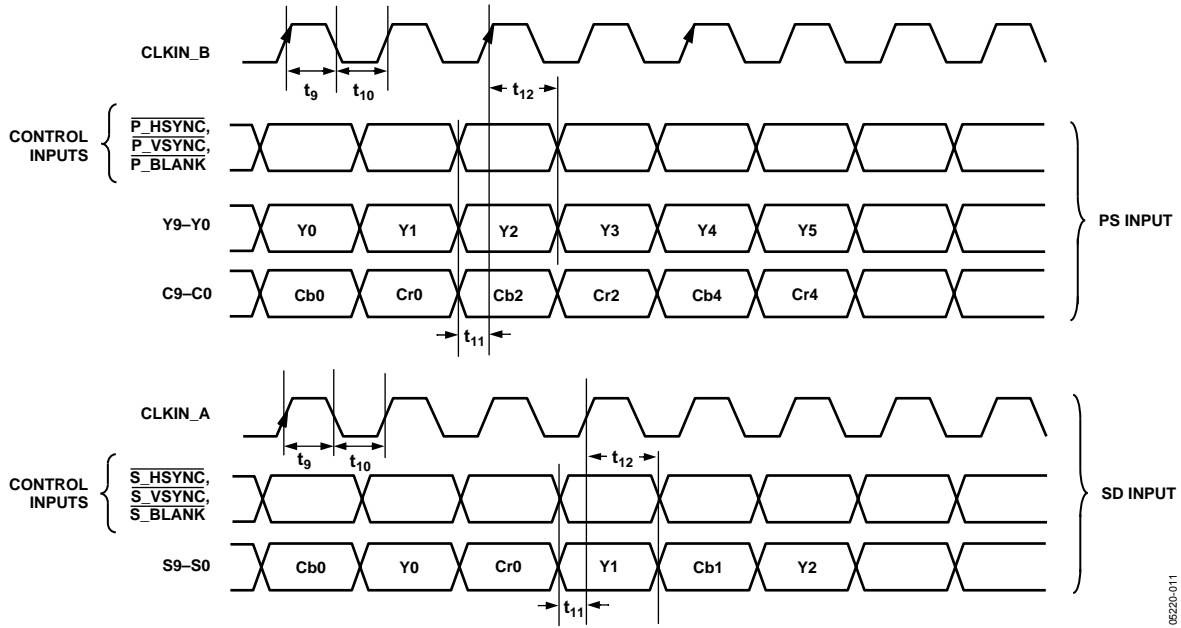 CLKIN_B
t9
t10
t12
CONTROL
INPUTS
P_HSYNC,
P_VSYNC,
P_BLANK
Y9–Y0
Y0
Y1
Y2
Y3
Y4
Y5
PS INPUT
C9–C0
Cb0
Cr0
Cb2
Cr2
Cb4
Cr4
t11
CLKIN_A
t9
t10
t12
CONTROL
INPUTS
S_HSYNC,
S_VSYNC,
S_BLANK
SD INPUT
S9–S0
Cb0
Y0
Cr0
Y1
Cb1
Y2
t11
05220-011